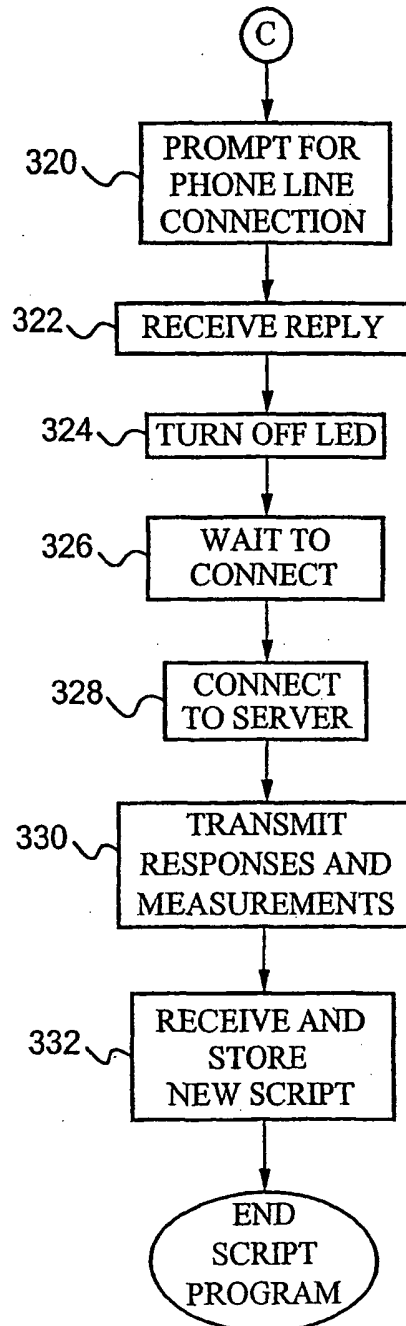 C
320
PROMPT FOR
PHONE LINE
CONNECTION
322
RECEIVE REPLY
324
TURN OFF LED
326
WAIT TO
CONNECT
328
CONNECT
TO SERVER
330
TRANSMIT
RESPONSES AND
MEASUREMENTS
332
RECEIVE AND
STORE
NEW SCRIPT
END
SCRIPT
PROGRAM